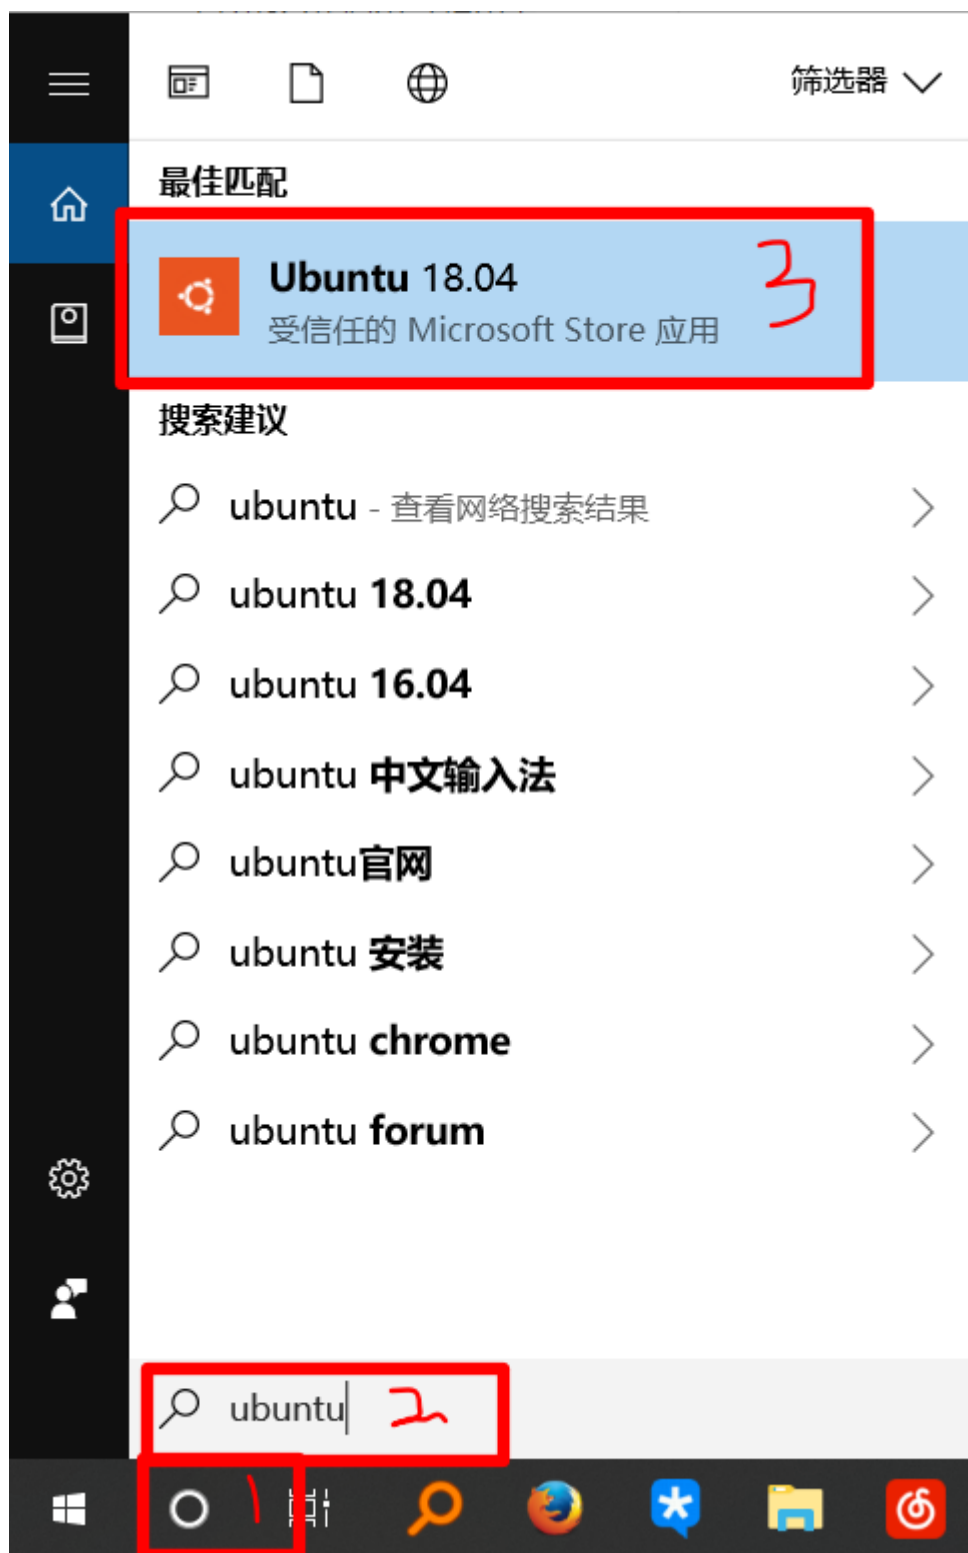 筛选器
最佳匹配
Ubuntu 18.04
受信任的 Microsoft Store 应用
3
搜索建议
ubuntu - 查看网络搜索结果
ubuntu 18.04
ubuntu 16.04
ubuntu 中文输入法
ubuntu官网
ubuntu 安装
ubuntu chrome
ubuntu forum
ubuntu 2
1